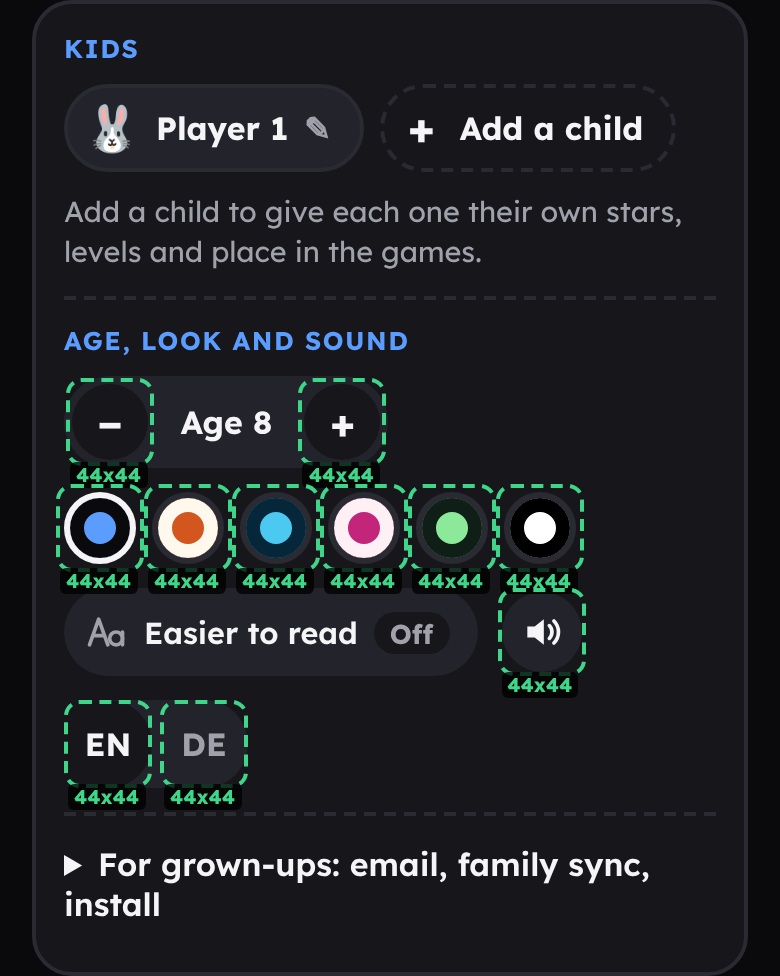 KIDS
Player 1 ✎
+ Add a child
Add a child to give each one their own stars,
levels and place in the games.
AGE, LOOK AND SOUND
− Age 8 +
44x44 44x44
44x44 44x44 44x44 44x44 44x44 44x44
Aa Easier to read Off
44x44
EN DE
44x44 44x44
▶ For grown-ups: email, family sync,
install